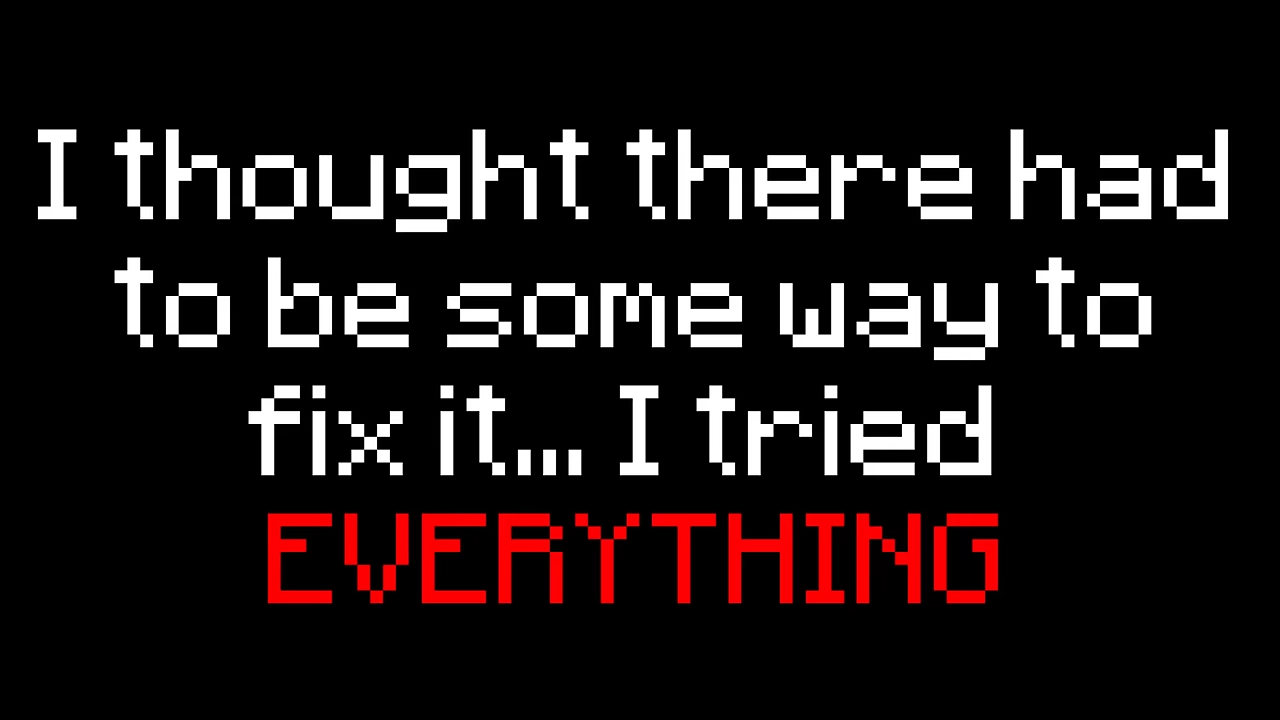 I thought there had
to be some way to
fix it... I tried
EVERYTHING